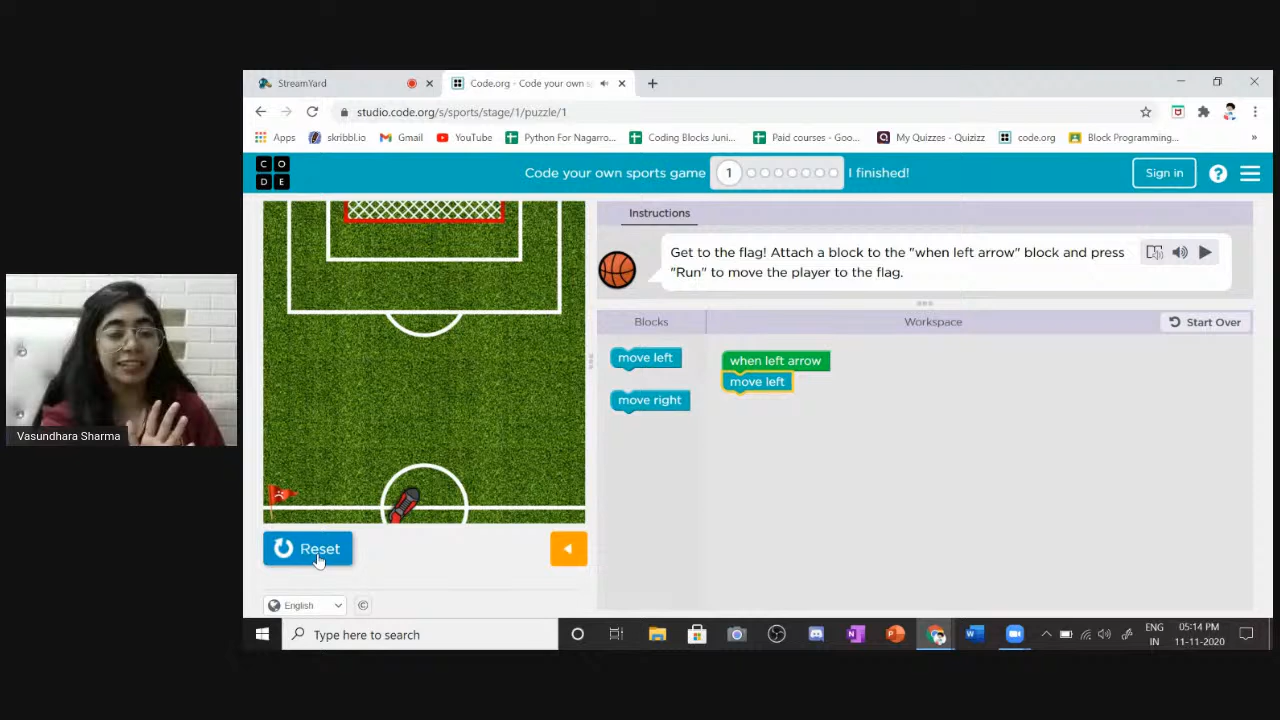 StreamYard
Code.org - Code your own s
studio.code.org/s/sports/stage/1/puzzle/1
Apps
skribbl.io
Gmail
YouTube
Python For Nagarro...
Coding Blocks Juni...
Paid courses - Goo...
My Quizzes - Quizizz
code.org
Block Programming...
C O
D E
Code your own sports game
1
I finished!
Sign in
?
Instructions
Get to the flag! Attach a block to the "when left arrow" block and press
"Run" to move the player to the flag.
Blocks
Workspace
Start Over
move left
move right
when left arrow
move left
Vasundhara Sharma
Reset
English
©
Type here to search
ENG
IN
05:14 PM
11-11-2020